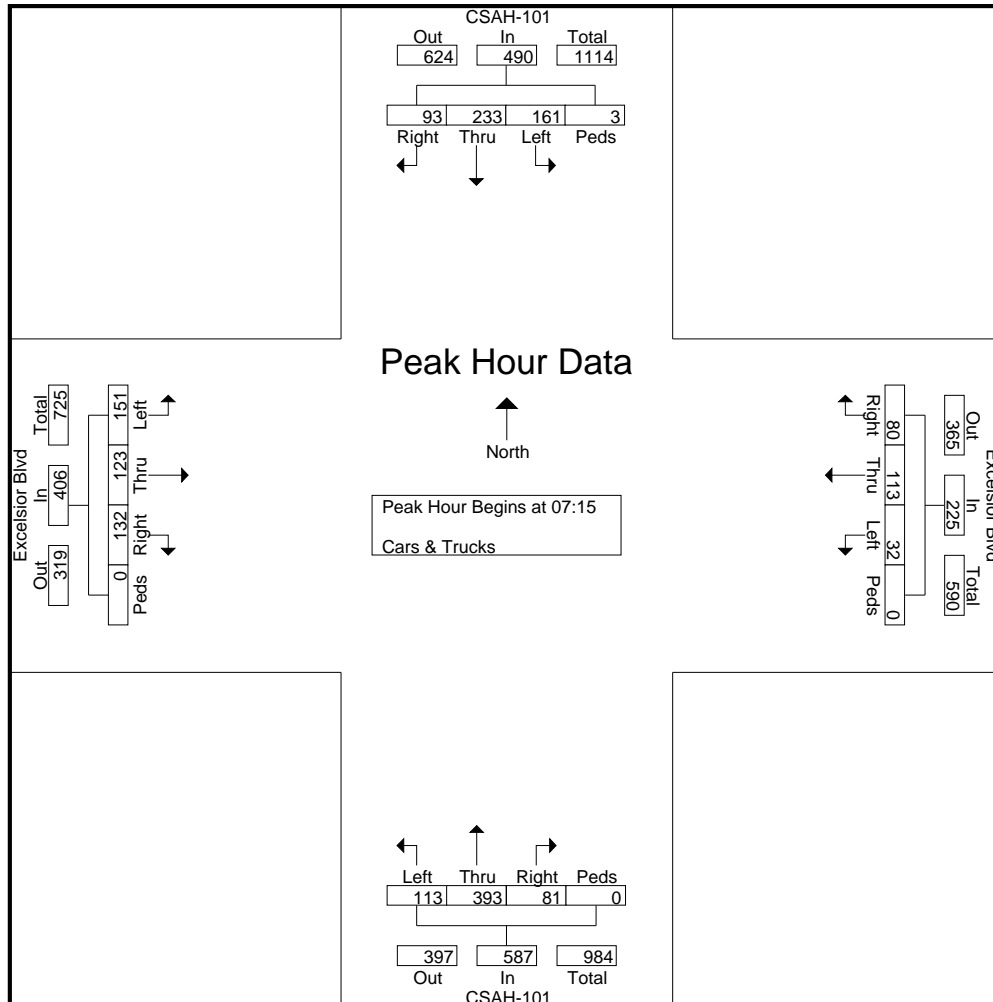 CSAH-101
Out In Total
624 490 1114
93 233 161 3
Right Thru Left Peds
Peak Hour Data
North
Peak Hour Begins at 07:15
Cars & Trucks
Excelsior Blvd
Total In Out
725 406 319
151 123 132 0
Left Thru Right Peds
Excelsior Blvd
Out In Total
365 225 590
80 113 32 0
Right Thru Left Peds
Left Thru Right Peds
113 393 81 0
397 587 984
Out In Total
CSAH-101